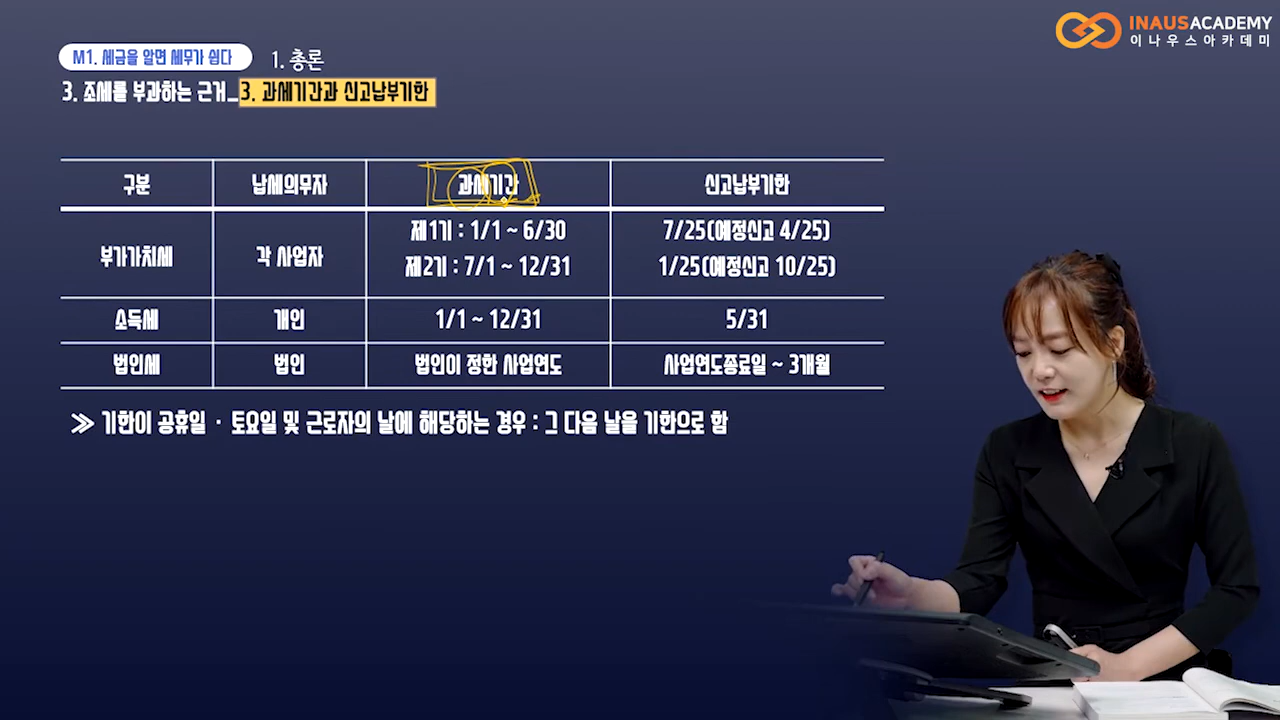 INAUSACADEMY
이나우스아카데미
M1. 세금을 알면 세무가 쉽다
1. 총론
3. 조세를 부과하는 근거_3. 과세기간과 신고납부기한
구분 납세의무자 과세기간 신고납부기한
부가가치세 각 사업자 제1기 : 1/1 ~ 6/30 7/25(예정신고 4/25)
제2기 : 7/1 ~ 12/31 1/25(예정신고 10/25)
소득세 개인 1/1 ~ 12/31 5/31
법인세 법인 법인이 정한 사업연도 사업연도종료일 ~ 3개월
≫ 기한이 공휴일 · 토요일 및 근로자의 날에 해당하는 경우 : 그 다음 날을 기한으로 함